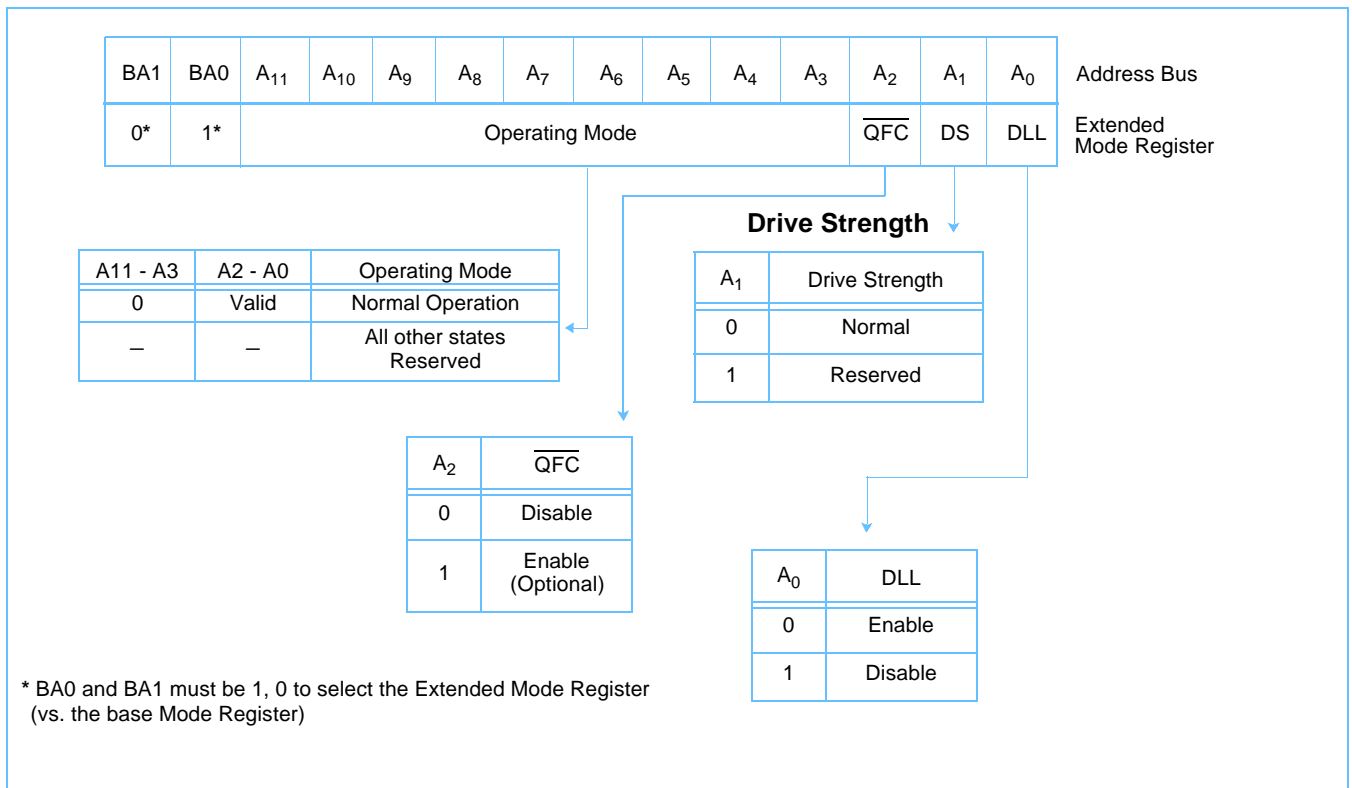 BA1 BA0 A11 A10 A9 A8 A7 A6 A5 A4 A3 A2 A1 A0 Address Bus
0* 1* Operating Mode Q̅F̅C̅ DS DLL Extended
Mode Register
Drive Strength
A11 - A3 A2 - A0 Operating Mode
0 Valid Normal Operation
– – All other states
Reserved
A1 Drive Strength
0 Normal
1 Reserved
A2 Q̅F̅C̅
0 Disable
1 Enable
(Optional)
A0 DLL
0 Enable
1 Disable
* BA0 and BA1 must be 1, 0 to select the Extended Mode Register
(vs. the base Mode Register)